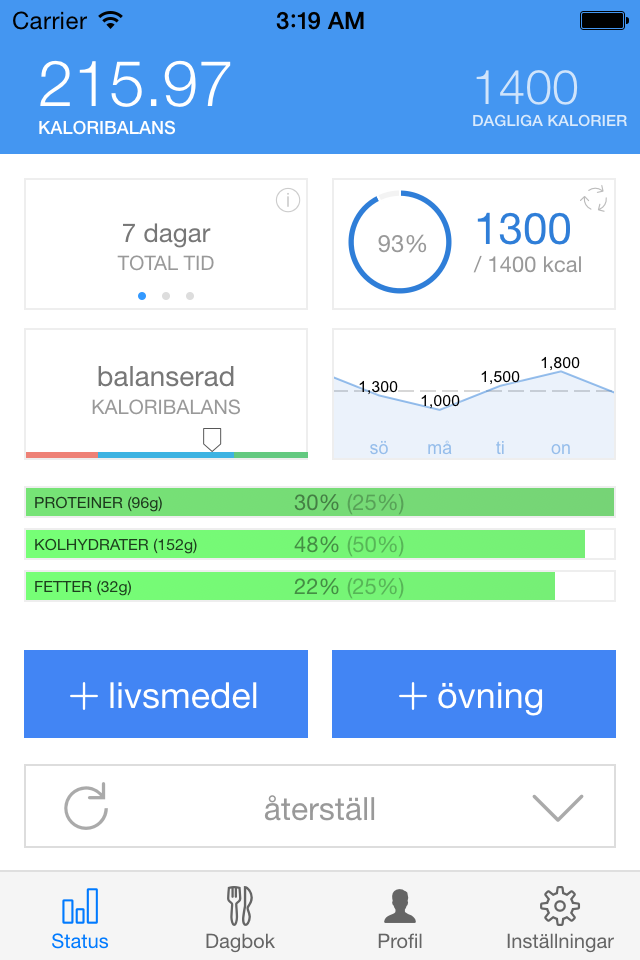 Carrier 3:19 AM
215.97 1400
KALORIBALANS DAGLIGA KALORIER
7 dagar
TOTAL TID
93% 1300
/ 1400 kcal
balanserad
KALORIBALANS
1,300 1,000 1,500 1,800
sö må ti on
PROTEINER (96g) 30% (25%)
KOLHYDRATER (152g) 48% (50%)
FETTER (32g) 22% (25%)
+ livsmedel + övning
återställ
Status Dagbok Profil Inställningar